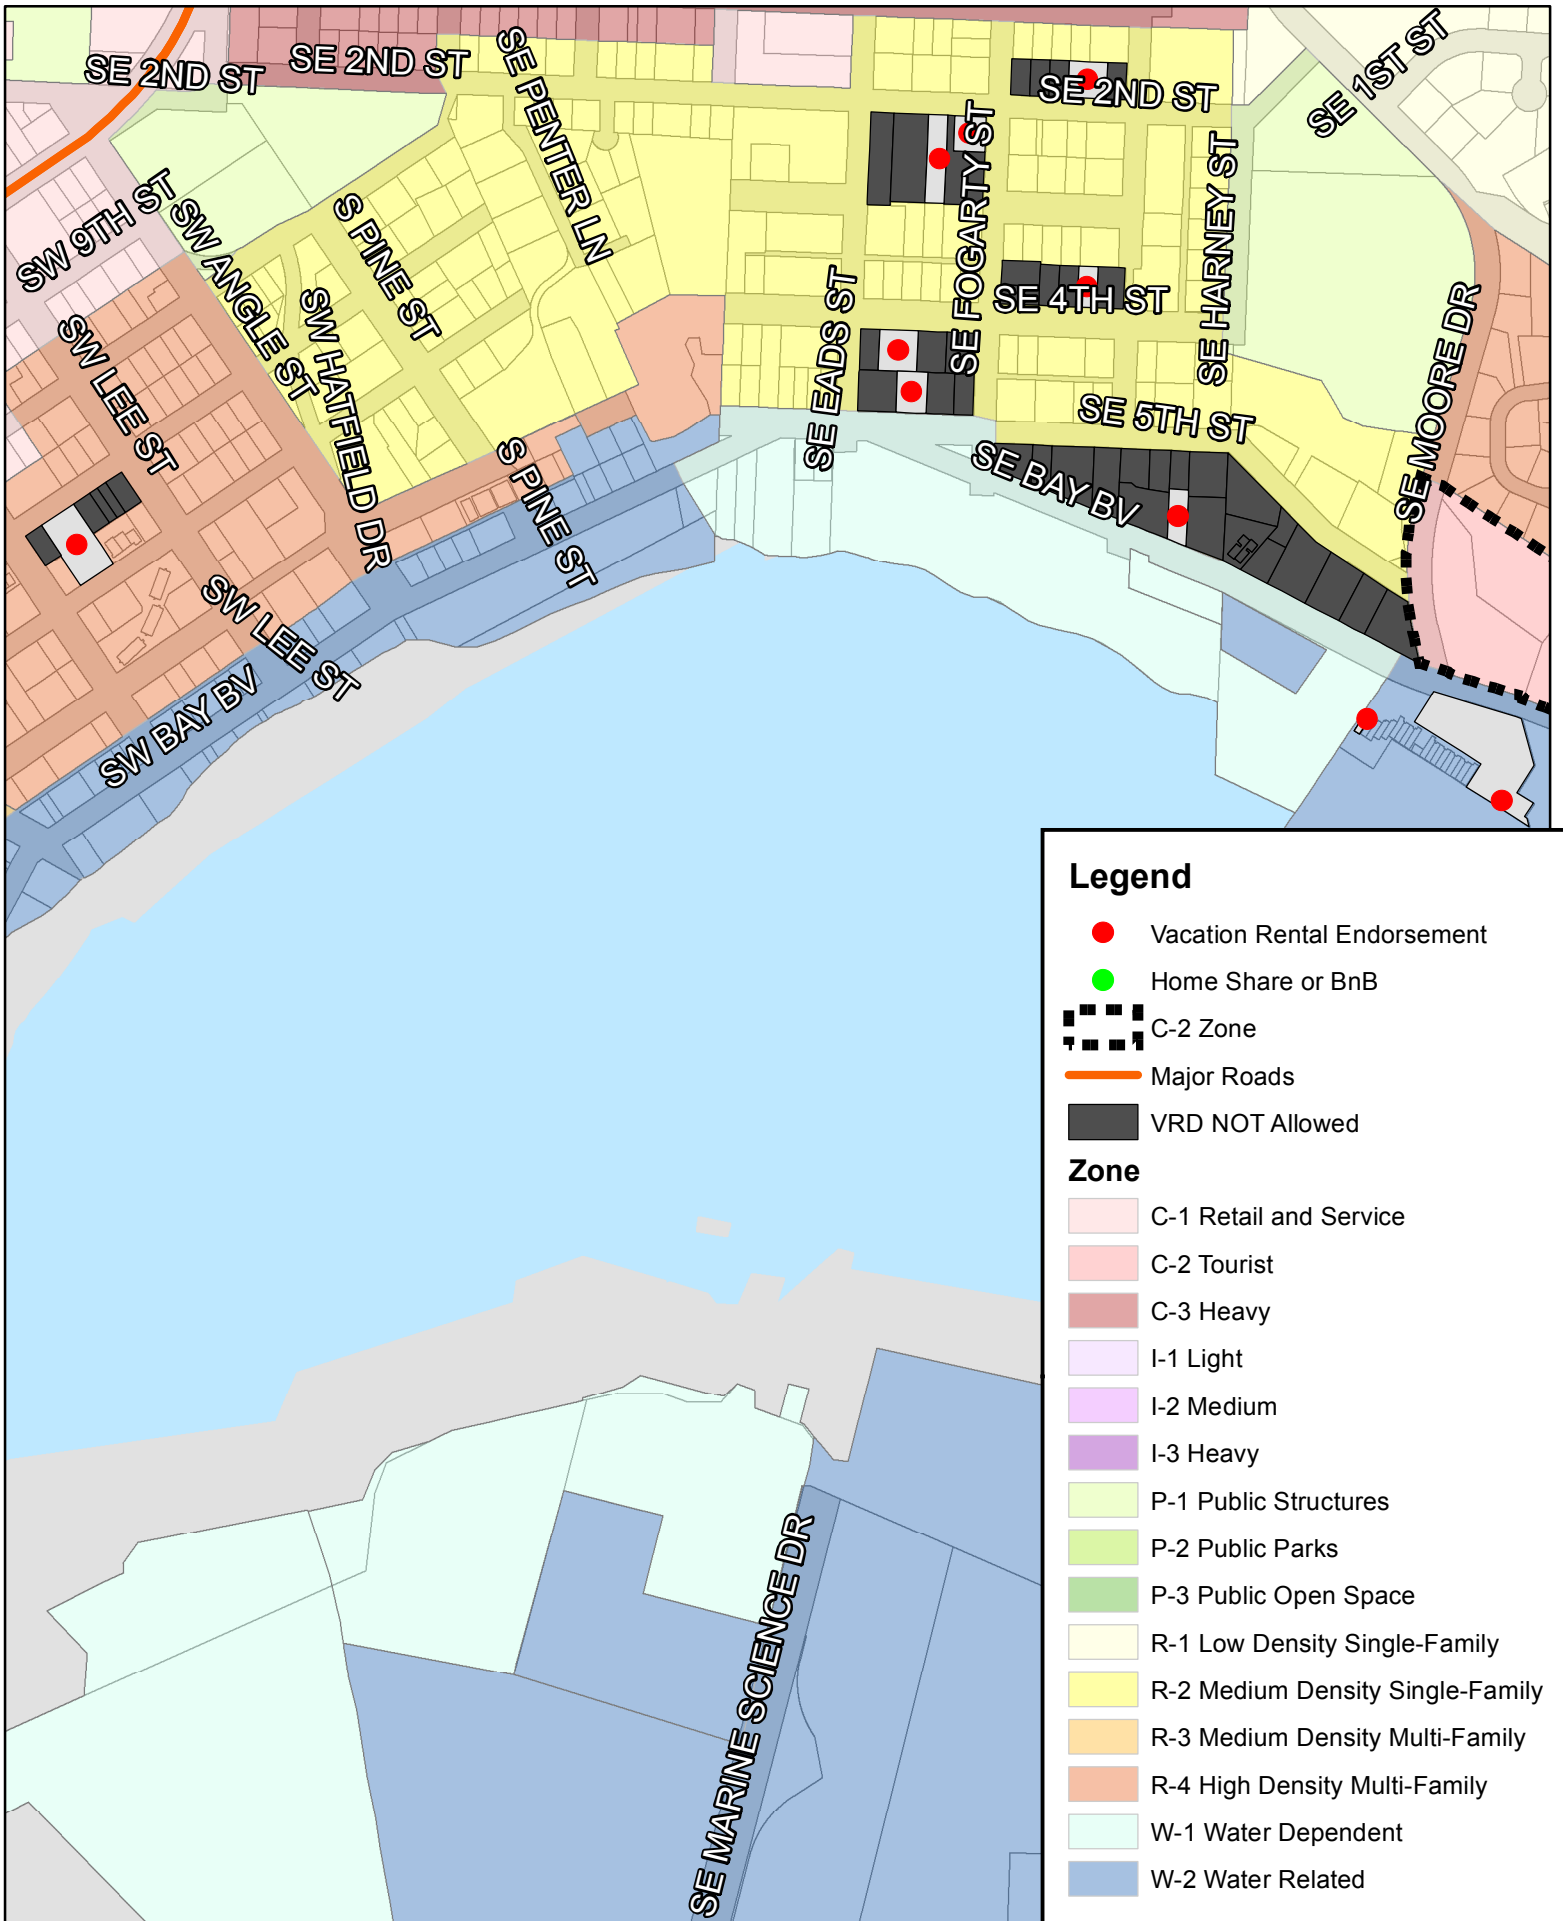 SE 2ND ST
SE 2ND ST
SE PENTER LN
SE 2ND ST
SE 1ST ST
SW 9TH ST
SW ANGLE ST
S PINE ST
SE FOGARTY ST
SE HARNEY ST
SW LEE ST
SW HATFIELD DR
SE EADS ST
SE 4TH ST
SE MOORE DR
S PINE ST
SE 5TH ST
SE BAY BV
SW LEE ST
SW BAY BV
SE MARINE SCIENCE DR
Legend
Vacation Rental Endorsement
Home Share or BnB
C-2 Zone
Major Roads
VRD NOT Allowed
Zone
C-1 Retail and Service
C-2 Tourist
C-3 Heavy
I-1 Light
I-2 Medium
I-3 Heavy
P-1 Public Structures
P-2 Public Parks
P-3 Public Open Space
R-1 Low Density Single-Family
R-2 Medium Density Single-Family
R-3 Medium Density Multi-Family
R-4 High Density Multi-Family
W-1 Water Dependent
W-2 Water Related